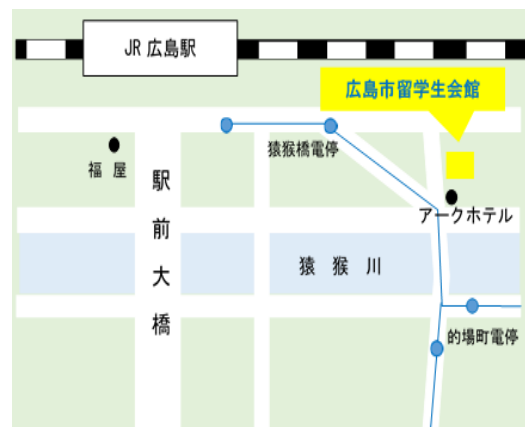 JR 広島駅
広島市留学生会館
猿猴橋電停
福 屋
駅前大橋
アークホテル
猿 猴 川
的場町電停